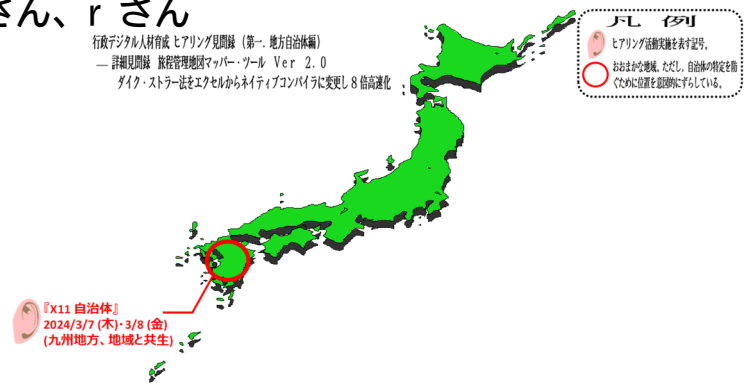 さん、r さん
行政デジタル人材育成 ヒアリング見聞録 (第一. 地方自治体編)
― 詳細見聞録 旅程管理地図マッパー・ツール Ver 2.0
ダイク・ストラー法をエクセルからネイティブコンパイラに変更し 8 倍高速化
凡 例
ヒアリング活動実施を表す記号。
おおまかな地域。ただし、自治体の特定を防
ぐために位置を意図的にずらしている。
『X11 自治体』
2024/3/7 (木)・3/8 (金)
(九州地方、地域と共生)